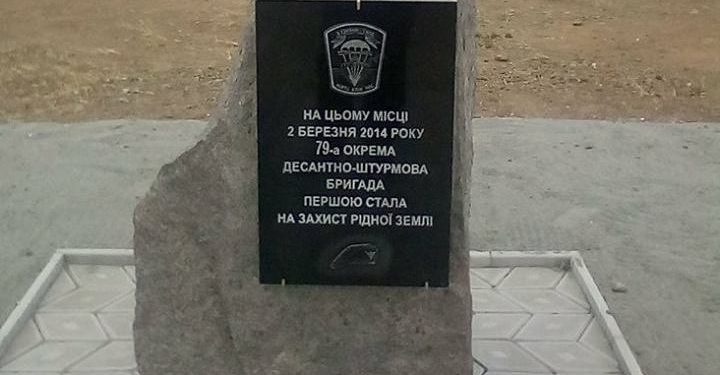 НА ЦЬОМУ МІСЦІ
2 БЕРЕЗНЯ 2014 РОКУ
79-а ОКРЕМА
ДЕСАНТНО-ШТУРМОВА
БРИГАДА
ПЕРШОЮ СТАЛА
НА ЗАХИСТ РІДНОЇ ЗЕМЛІ